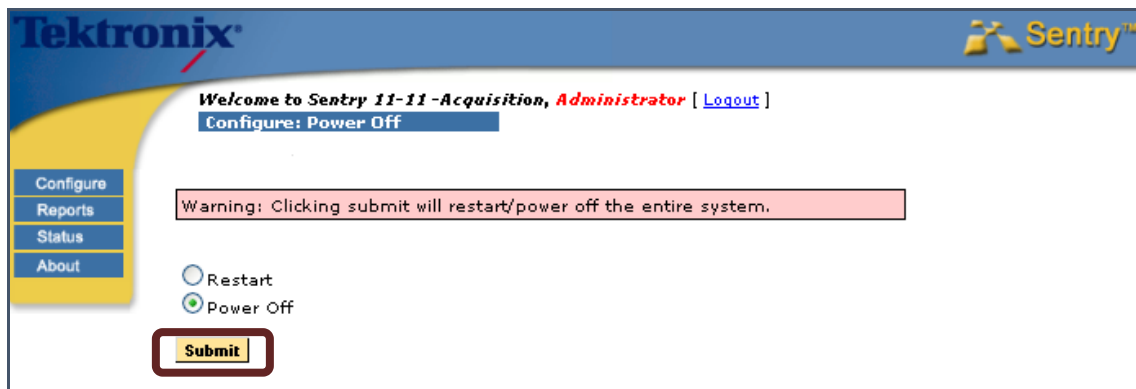 Tektronix
Sentry™
Welcome to Sentry 11-11 -Acquisition, Administrator [ Logout ]
Configure: Power Off
Configure
Reports
Status
About
Warning: Clicking submit will restart/power off the entire system.
Restart
Power Off
Submit